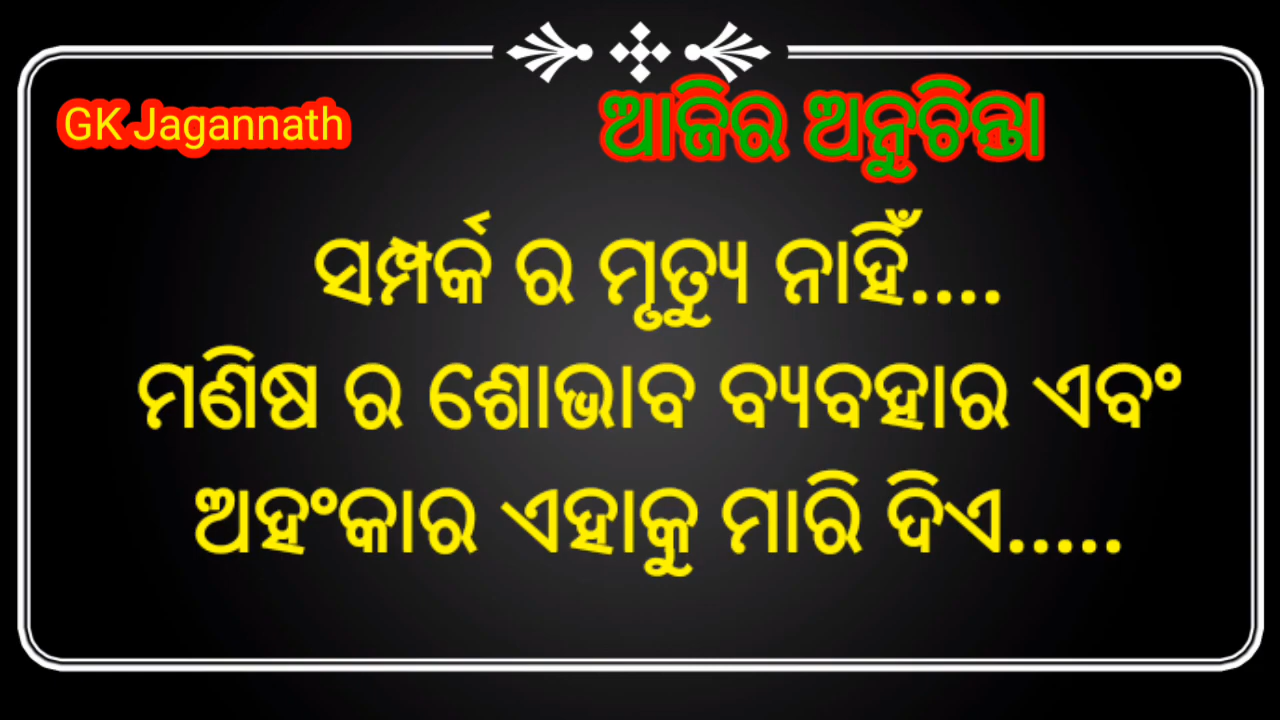 GK Jagannath
ଆଜିର ଅନୁଚିନ୍ତା
ସମ୍ପର୍କ ର ମୃତ୍ୟୁ ନାହିଁ....
ମଣିଷ ର ଶୋଭାବ ବ୍ୟବହାର ଏବଂ
ଅହଂକାର ଏହାକୁ ମାରି ଦିଏ.....